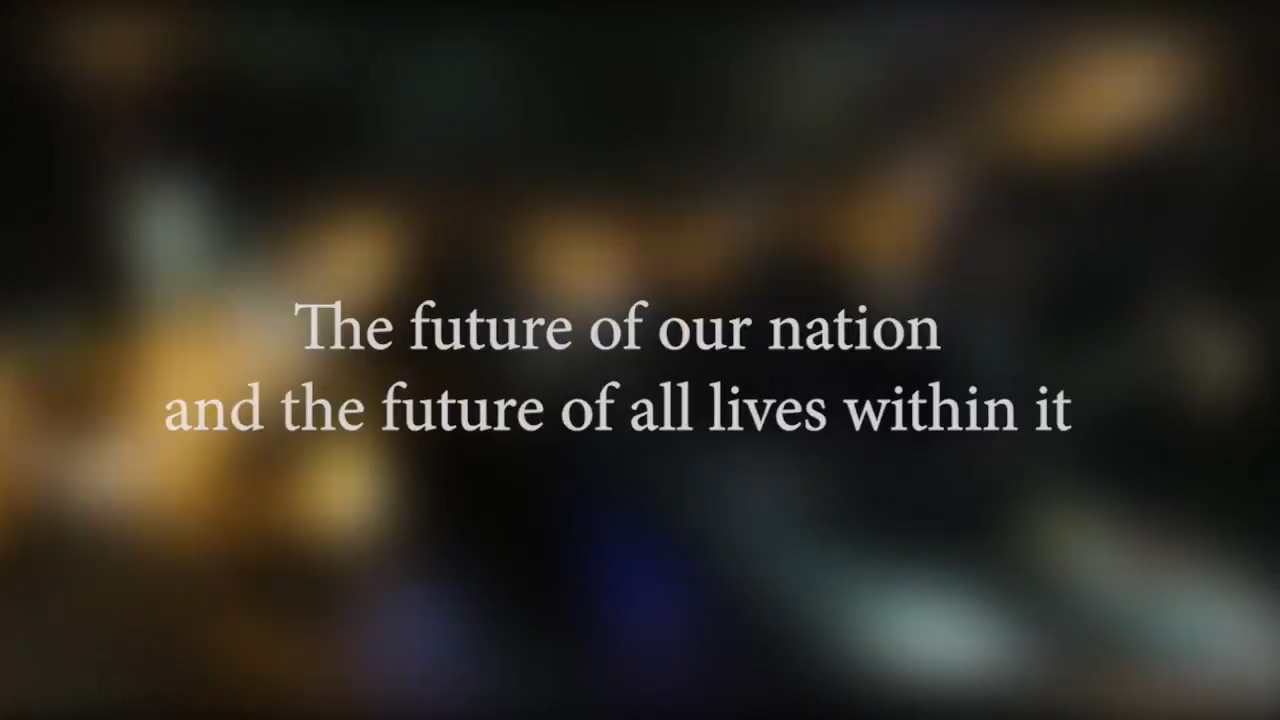 The future of our nation
and the future of all lives within it